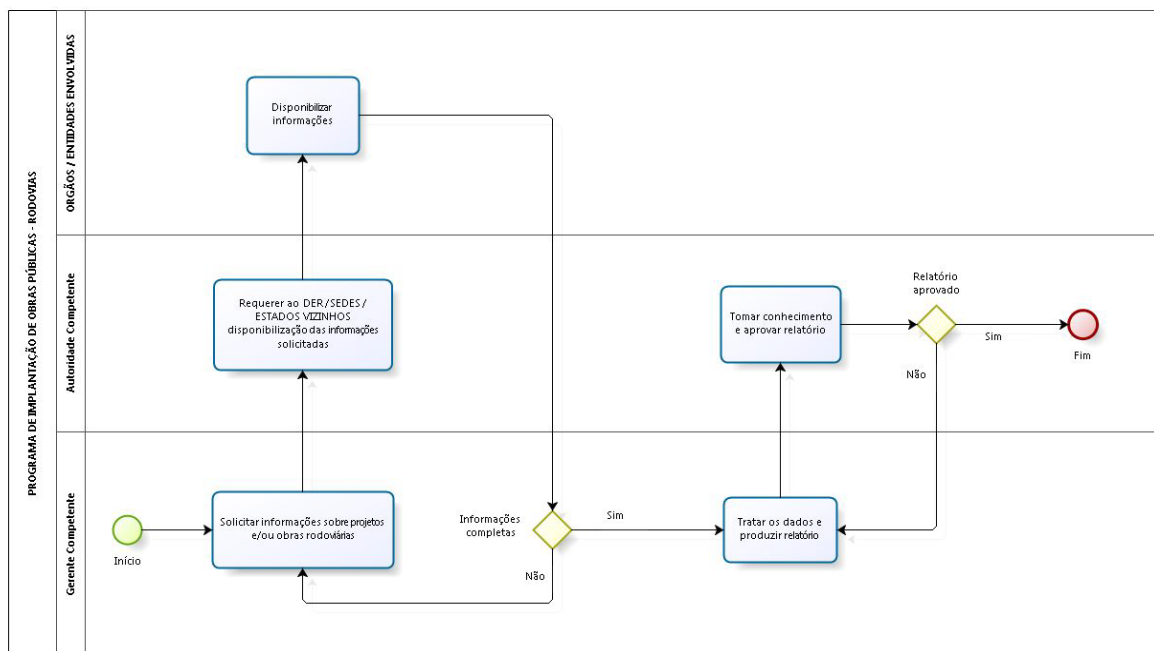 PROGRAMA DE IMPLANTAÇÃO DE OBRAS PÚBLICAS - RODOVIAS
ORGÃOS / ENTIDADES ENVOLVIDAS
Disponibilizar
informações
Autoridade Competente
Requerer ao DER/SEDES /
ESTADOS VIZINHOS
disponibilização das informações
solicitadas
Tomar conhecimento
e aprovar relatório
Relatório
aprovado
Sim
Não
Fim
Gerente Competente
Início
Solicitar informações sobre projetos
e/ou obras rodoviárias
Informações
completas
Sim
Não
Tratar os dados e
produzir relatório